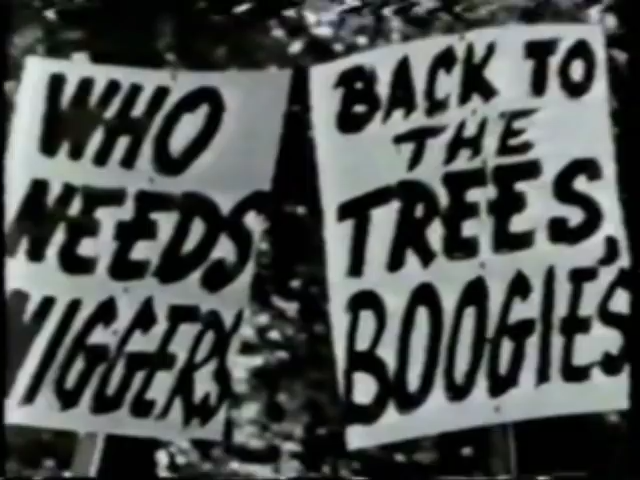 WHO
NEEDS
NIGGERS
BACK TO
THE
TREES,
BOOGIES